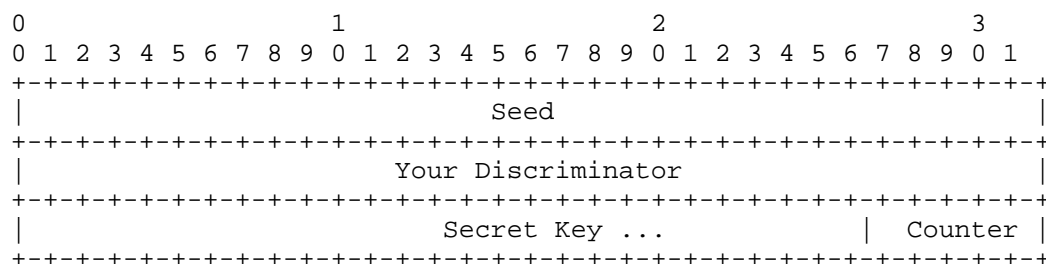 0                   1                   2                   3
0 1 2 3 4 5 6 7 8 9 0 1 2 3 4 5 6 7 8 9 0 1 2 3 4 5 6 7 8 9 0 1
+-+-+-+-+-+-+-+-+-+-+-+-+-+-+-+-+-+-+-+-+-+-+-+-+-+-+-+-+-+-+-+-+
|                             Seed                              |
+-+-+-+-+-+-+-+-+-+-+-+-+-+-+-+-+-+-+-+-+-+-+-+-+-+-+-+-+-+-+-+-+
|                       Your Discriminator                      |
+-+-+-+-+-+-+-+-+-+-+-+-+-+-+-+-+-+-+-+-+-+-+-+-+-+-+-+-+-+-+-+-+
|                          Secret Key ...            |  Counter |
+-+-+-+-+-+-+-+-+-+-+-+-+-+-+-+-+-+-+-+-+-+-+-+-+-+-+-+-+-+-+-+-+